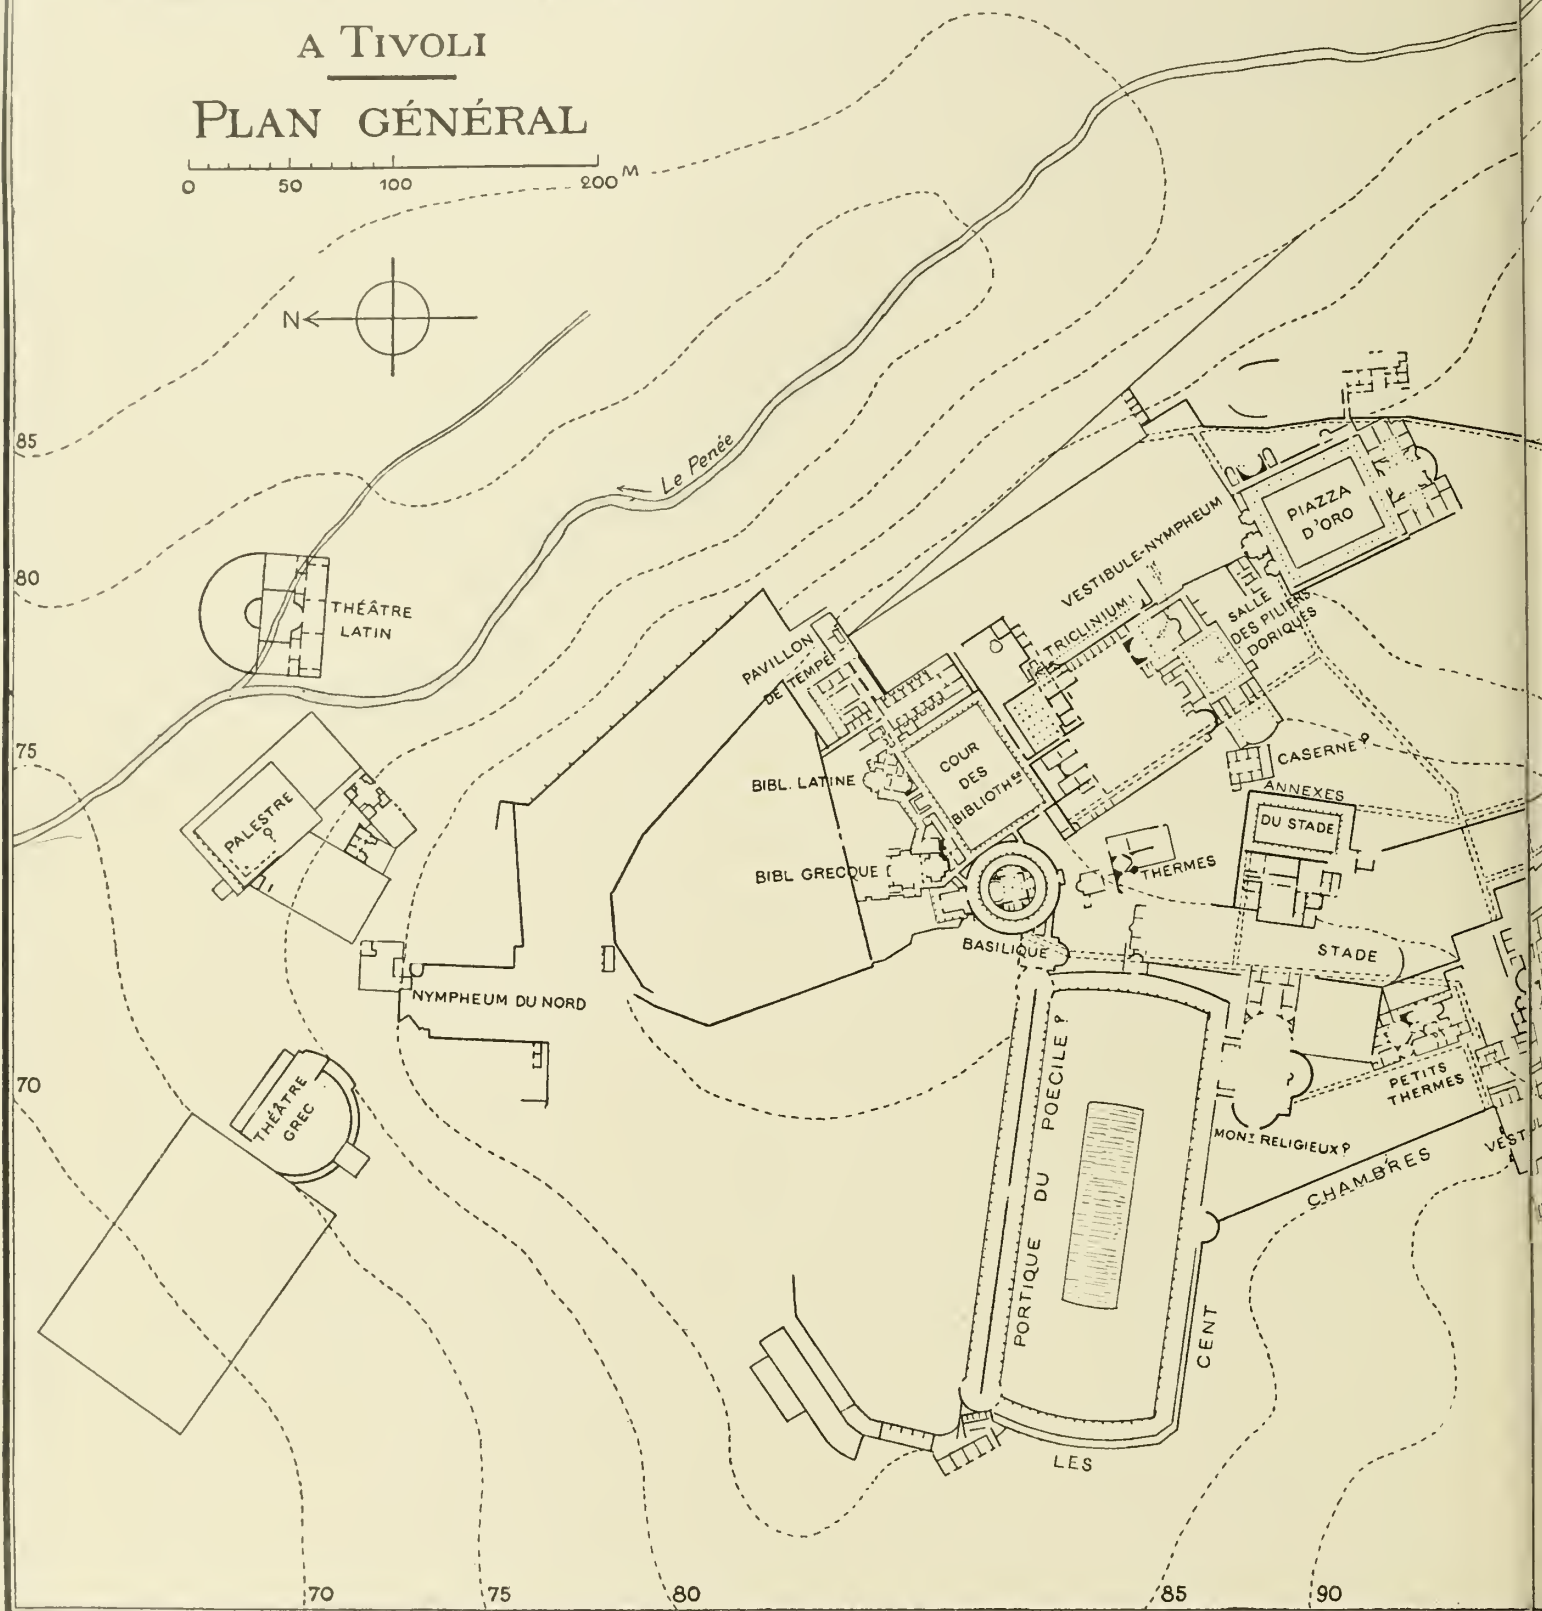 A TIVOLI
PLAN GÉNÉRAL
0 50 100 200 M
N
85
Le Penée
80
THÉÂTRE
LATIN
75
PALESTRE
?
NYMPHEUM DU NORD
70
THÉÂTRE
GREC
PIAZZA
D'ORO
VESTIBULE-NYMPHEUM
TRICLINIUM
SALLE
DES PILIERS
DORIQUES
PAVILLON
DE TEMPÉ
COUR
DES
BIBLIOTHES
BIBL. LATINE
BIBL GRECQUE
CASERNE?
ANNEXES
DU STADE
THERMES
BASILIQUE
STADE
PORTIQUE DU POECILE?
PETITS
THERMES
MONT RELIGIEUX?
LES
CENT
CHAMBRES
70 75 80 85 90